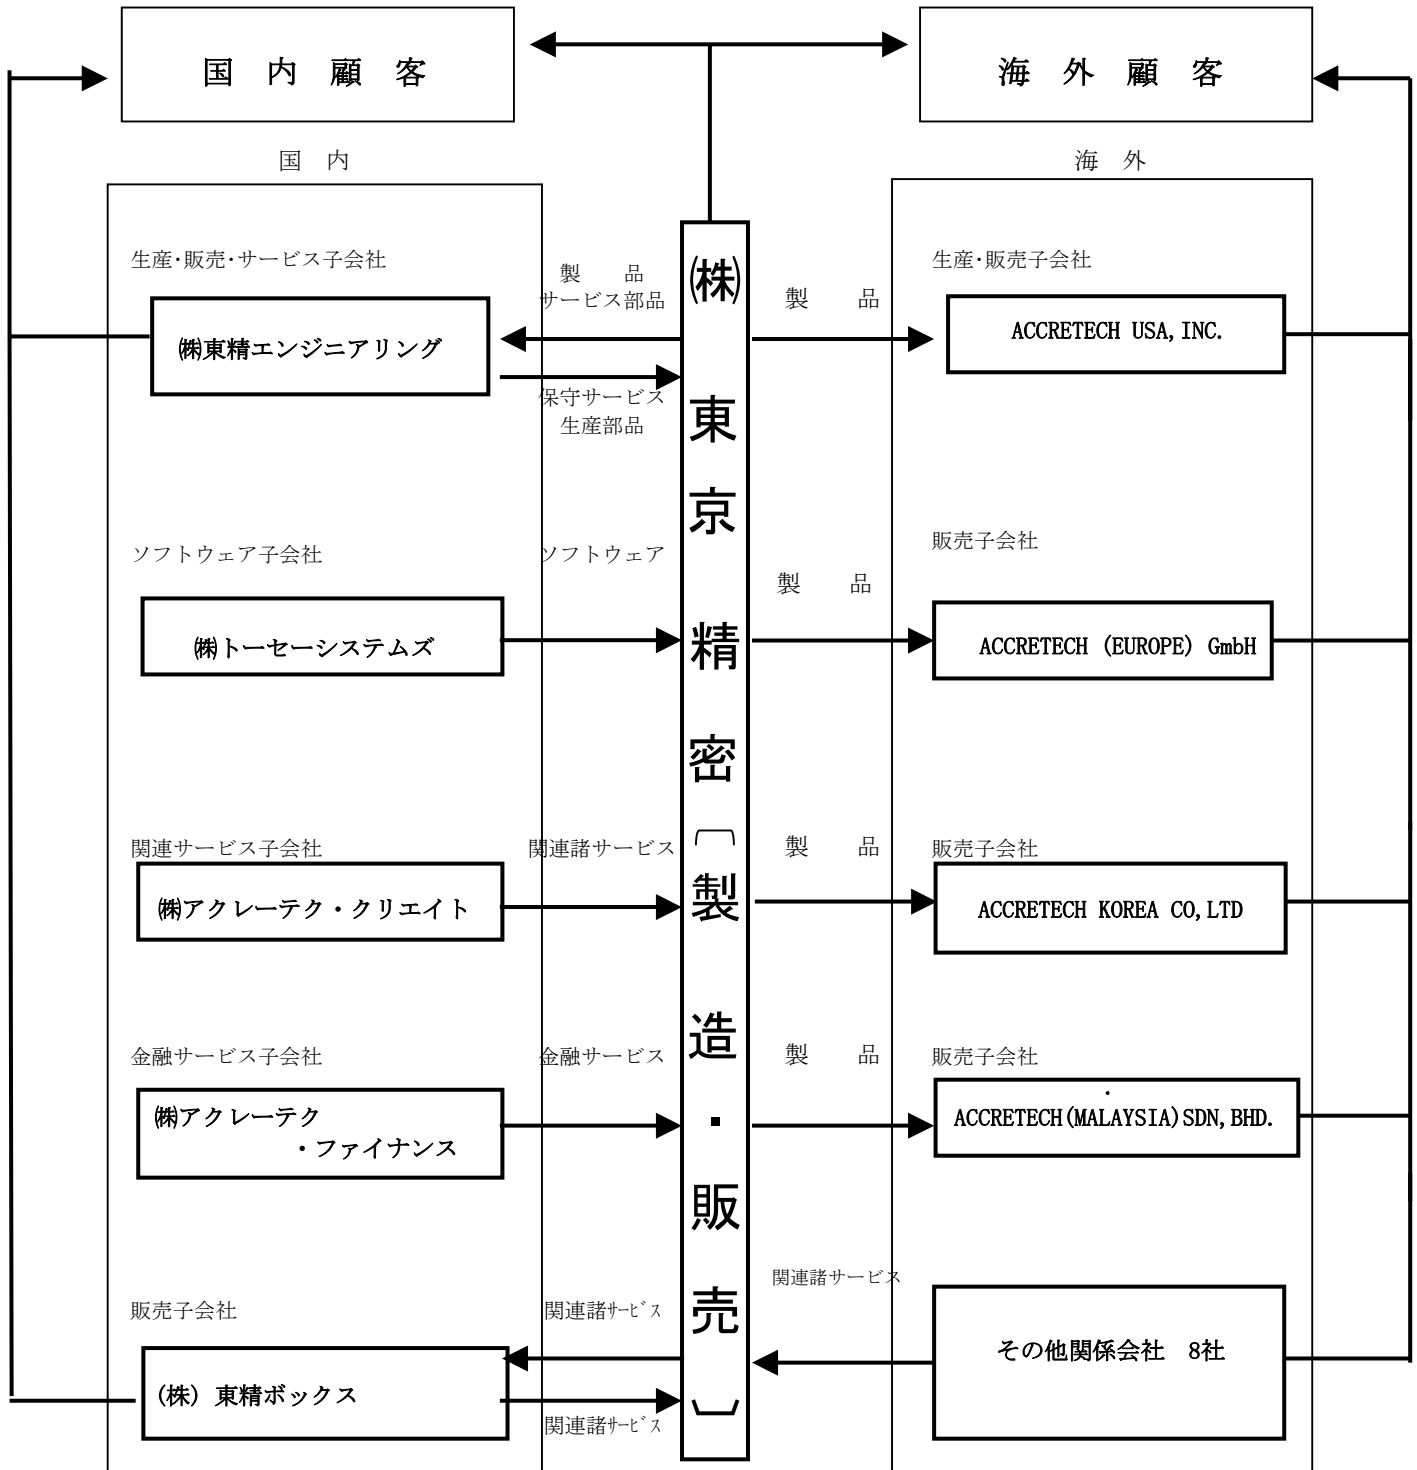 国 内 顧 客
海 外 顧 客
国 内
海 外
生産・販売・サービス子会社
製 品
サービス部品
㈱東精エンジニアリング
保守サービス
生産部品
ソフトウェア子会社
ソフトウェア
㈱トーセーシステムズ
関連サービス子会社
関連諸サービス
㈱アクレーテク・クリエイト
金融サービス子会社
金融サービス
㈱アクレーテク
・ファイナンス
販売子会社
関連諸ｻｰﾋﾞｽ
(株) 東精ボックス
関連諸ｻｰﾋﾞｽ
㈱東京精密〔製造・販売〕
生産・販売子会社
製 品
ACCRETECH USA,INC.
販売子会社
製 品
ACCRETECH (EUROPE) GmbH
製 品
販売子会社
ACCRETECH KOREA CO,LTD
製 品
販売子会社
・
ACCRETECH(MALAYSIA)SDN,BHD.
関連諸サービス
その他関係会社 8社